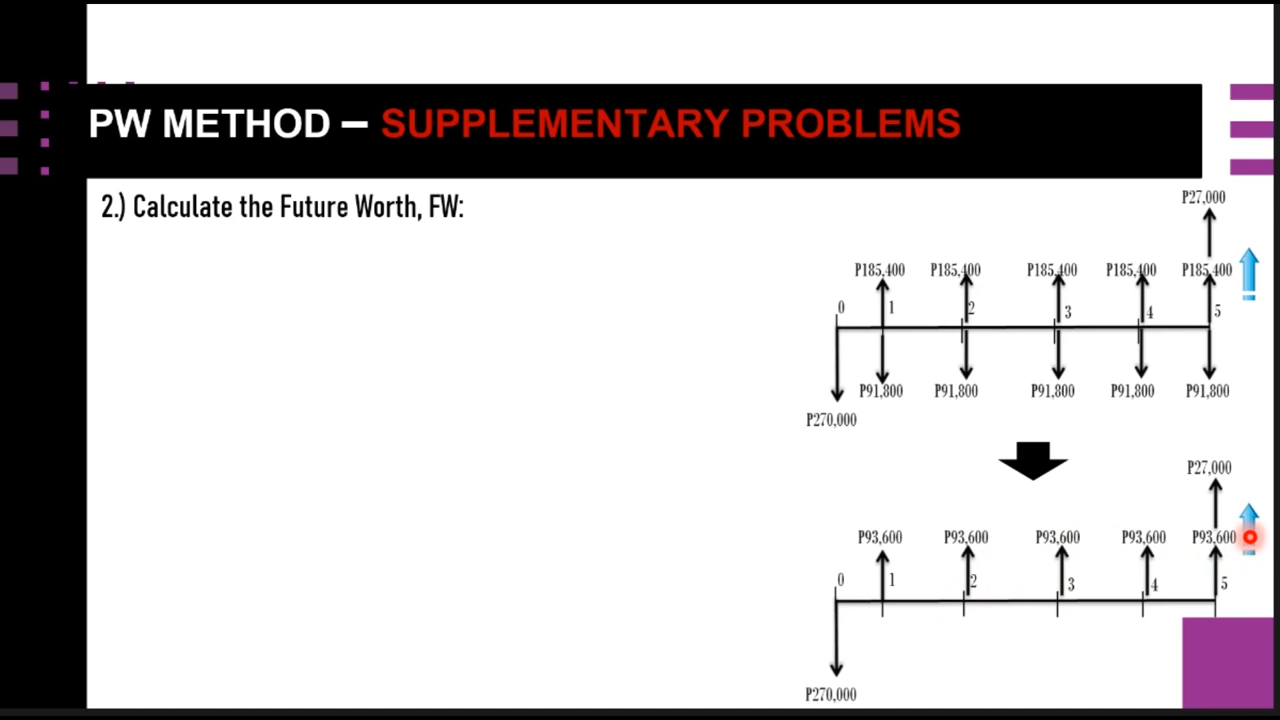 PW METHOD – SUPPLEMENTARY PROBLEMS
2.) Calculate the Future Worth, FW:
P27,000
P185,400 P185,400 P185,400 P185,400 P185,400
0 1 2 3 4 5
P91,800 P91,800 P91,800 P91,800 P91,800
P270,000
P27,000
P93,600 P93,600 P93,600 P93,600 P93,600
0 1 2 3 4 5
P270,000